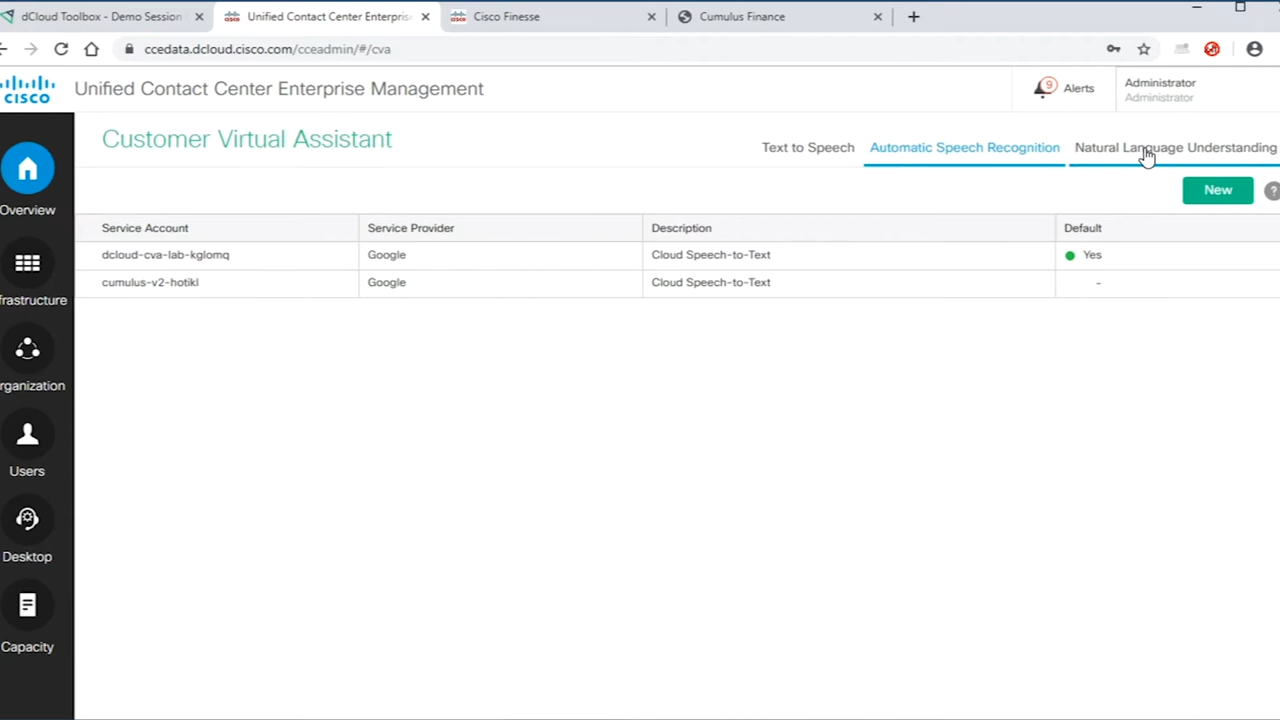 dCloud Toolbox - Demo Session
Unified Contact Center Enterpris
Cisco Finesse
Cumulus Finance
ccedata.dcloud.cisco.com/cceadmin/#/cva
CISCO
Unified Contact Center Enterprise Management
9
Alerts
Administrator
Administrator
Customer Virtual Assistant
Text to Speech
Automatic Speech Recognition
Natural Language Understanding
New
?
Service Account Service Provider Description Default
dcloud-cva-lab-kglomq Google Cloud Speech-to-Text Yes
cumulus-v2-hotikl Google Cloud Speech-to-Text -
Overview
frastructure
rganization
Users
Desktop
Capacity